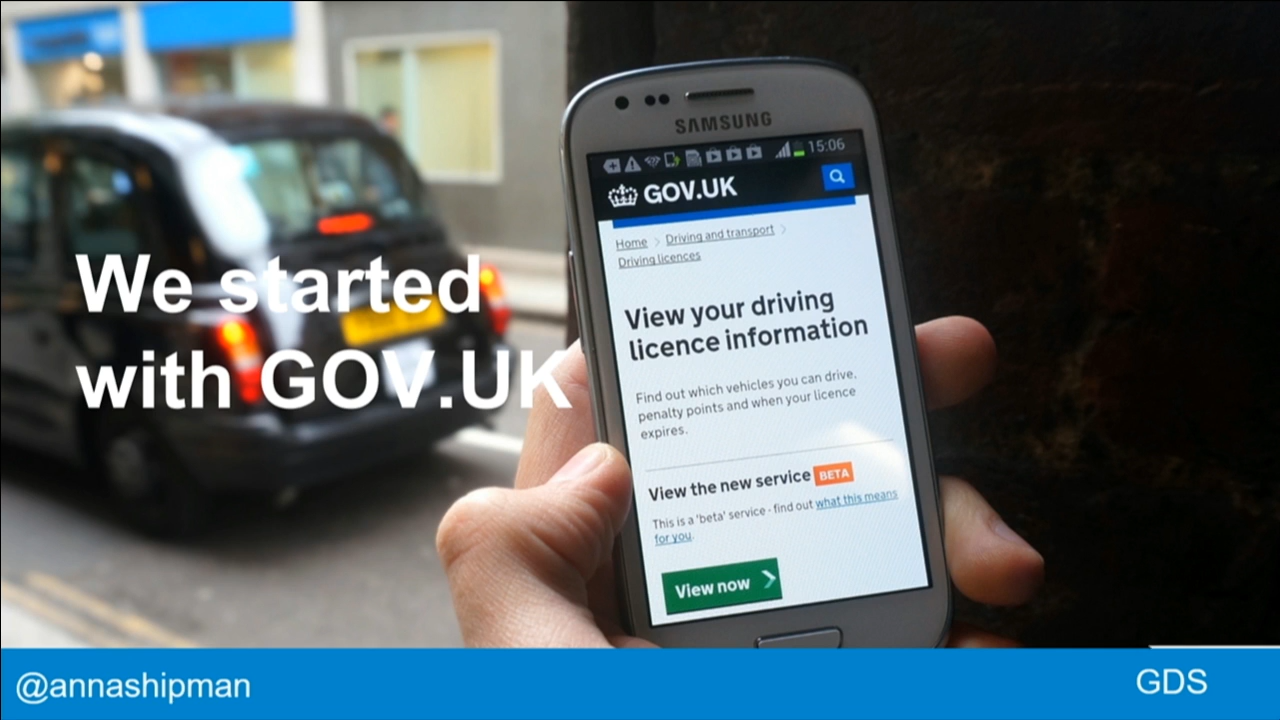 We started
with GOV.UK
SAMSUNG
15:06
GOV.UK
Home > Driving and transport >
Driving licences
View your driving
licence information
Find out which vehicles you can drive,
penalty points and when your licence
expires.
View the new service BETA
This is a 'beta' service - find out what this means
for you.
View now
@annashipman
GDS